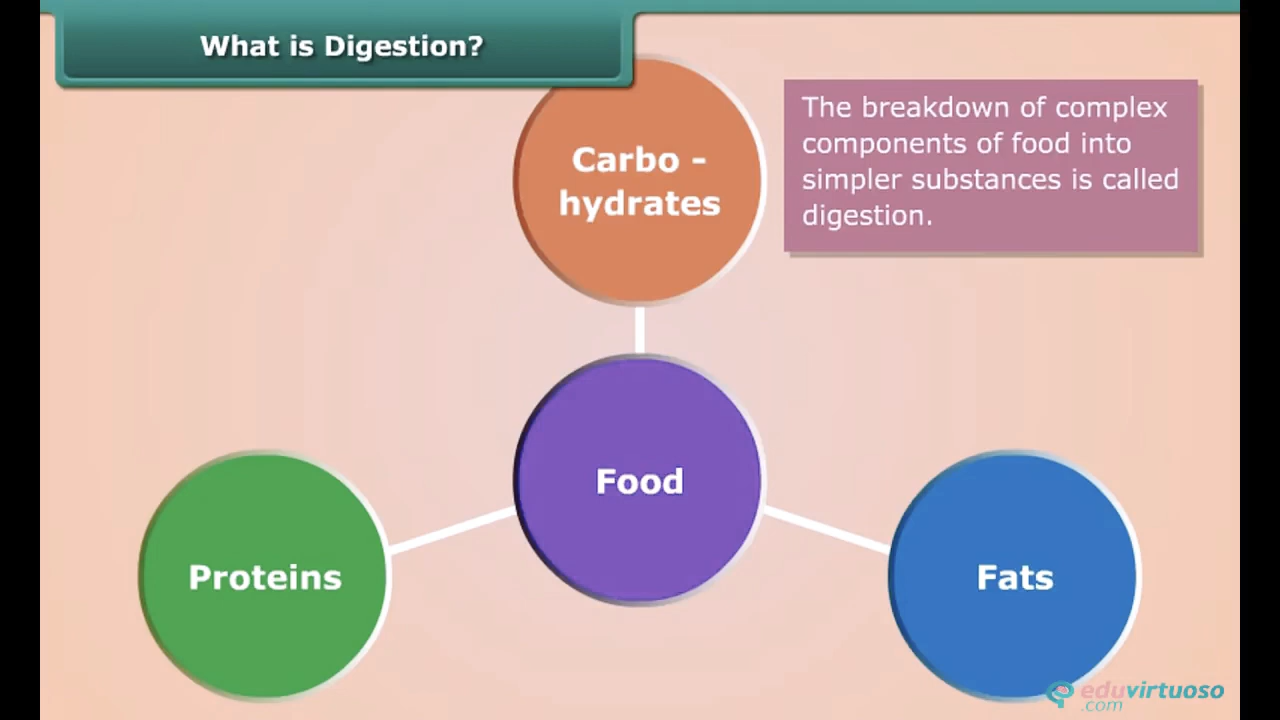 What is Digestion?
Carbo -
hydrates
The breakdown of complex
components of food into
simpler substances is called
digestion.
Food
Proteins
Fats
eduvirtuoso
.com